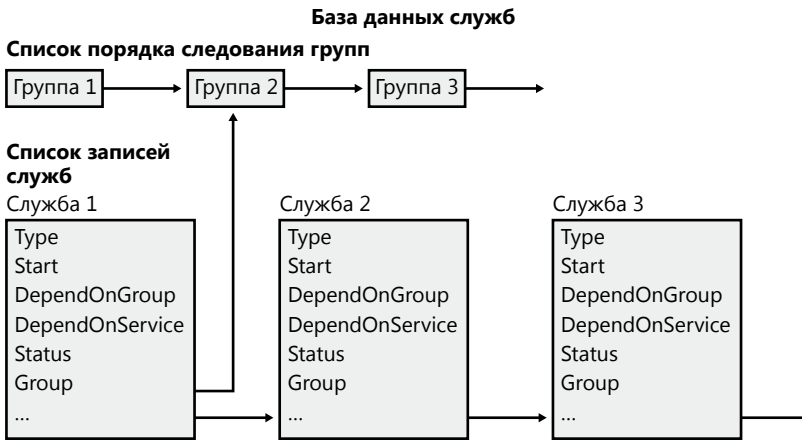 База данных служб
Список порядка следования групп
Группа 1 Группа 2 Группа 3
Список записей
служб
Служба 1
Type
Start
DependOnGroup
DependOnService
Status
Group
...
Служба 2
Type
Start
DependOnGroup
DependOnService
Status
Group
...
Служба 3
Type
Start
DependOnGroup
DependOnService
Status
Group
...